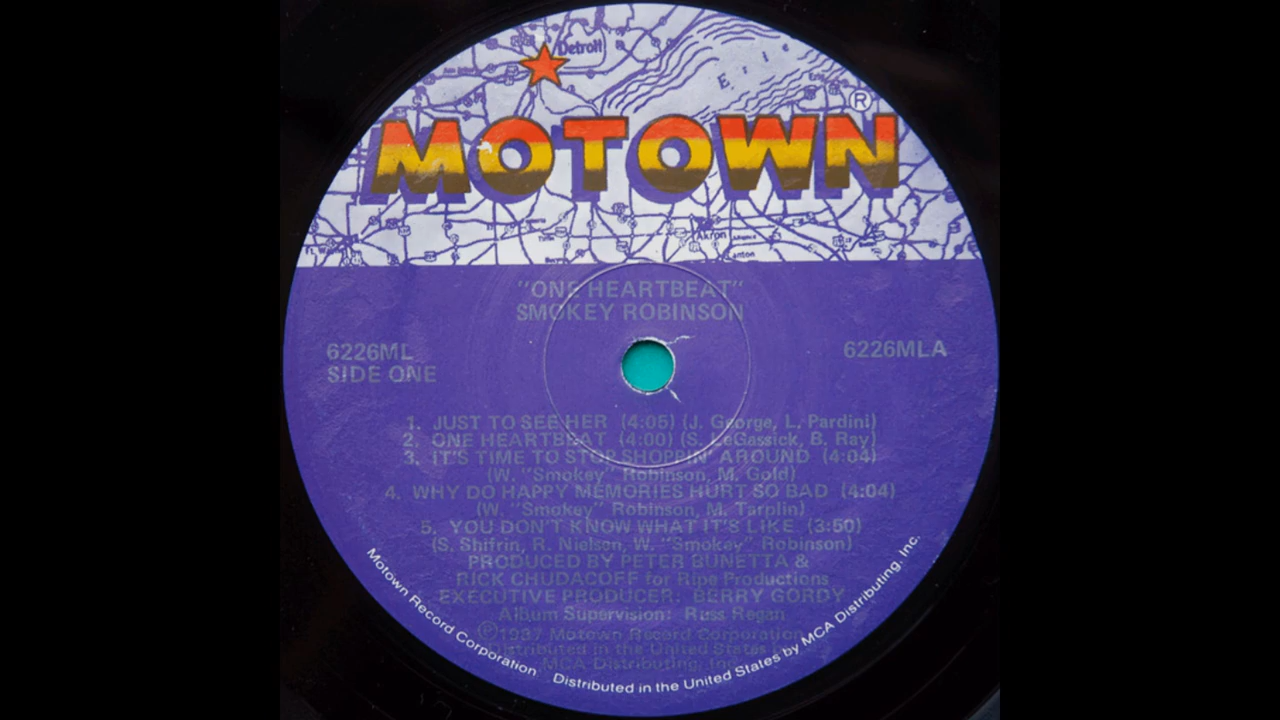 Detroit
Erie
MOTOWN®
Akron
"ONE HEARTBEAT"
SMOKEY ROBINSON
6226ML
6226MLA
SIDE ONE
1. JUST TO SEE HER (4:05) (J. George, L. Pardini)
2. ONE HEARTBEAT (4:00) (S. LeGassick, B. Ray)
3. IT'S TIME TO STOP SHOPPIN' AROUND (4:04)
(W. "Smokey" Robinson, M. Gold)
4. WHY DO HAPPY MEMORIES HURT SO BAD (4:04)
(W. "Smokey" Robinson, M. Tarplin)
5. YOU DON'T KNOW WHAT IT'S LIKE (3:50)
(S. Shifrin, R. Nielsen, W. "Smokey" Robinson)
PRODUCED BY PETER BUNETTA &
RICK CHUDACOFF for Ripe Productions
EXECUTIVE PRODUCER: BERRY GORDY
Album Supervision: Russ Regan
Ⓟ1987 Motown Record Corporation
Distributed in the United States by
MCA Distributing, Inc.
Motown Record Corporation Distributed in the United States by MCA Distributing, Inc.